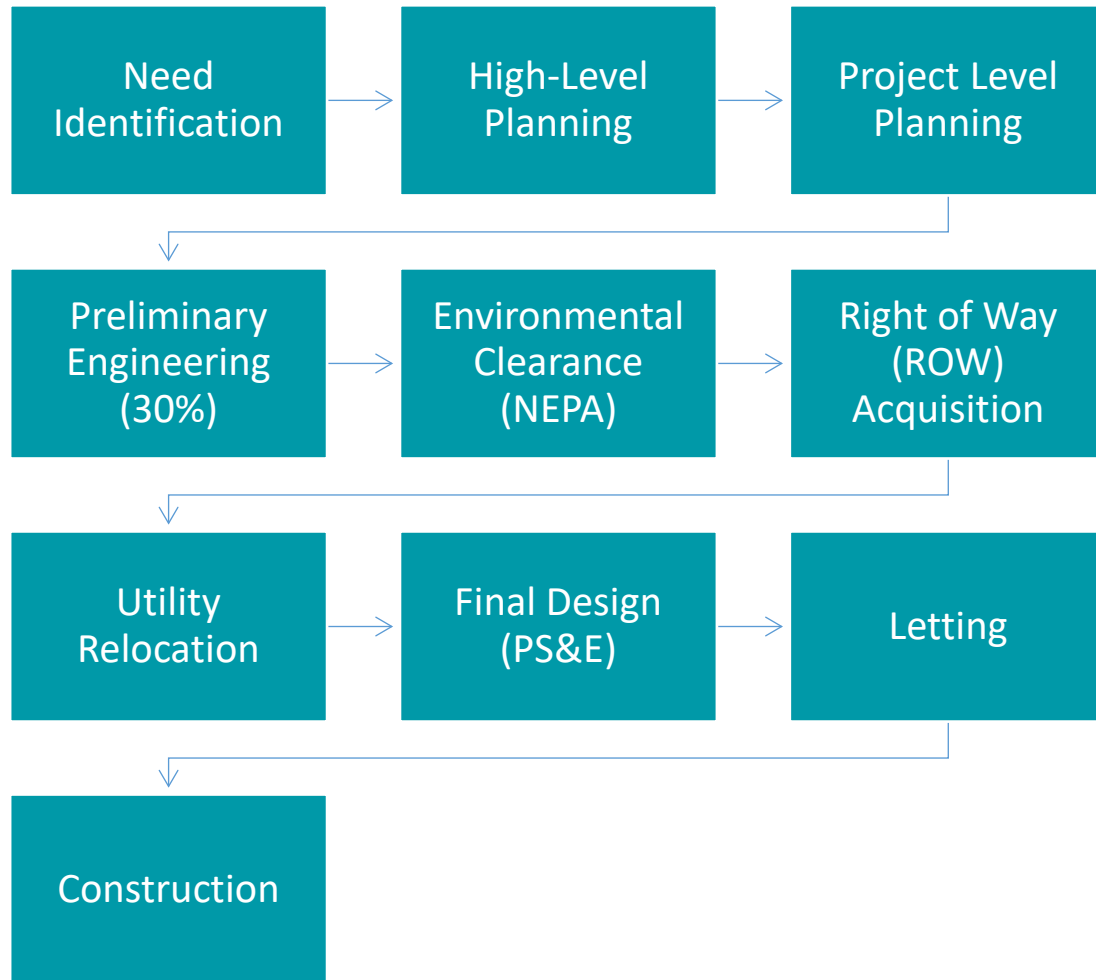 Need
Identification
High-Level
Planning
Project Level
Planning
Preliminary
Engineering
(30%)
Environmental
Clearance
(NEPA)
Right of Way
(ROW)
Acquisition
Utility
Relocation
Final Design
(PS&E)
Letting
Construction